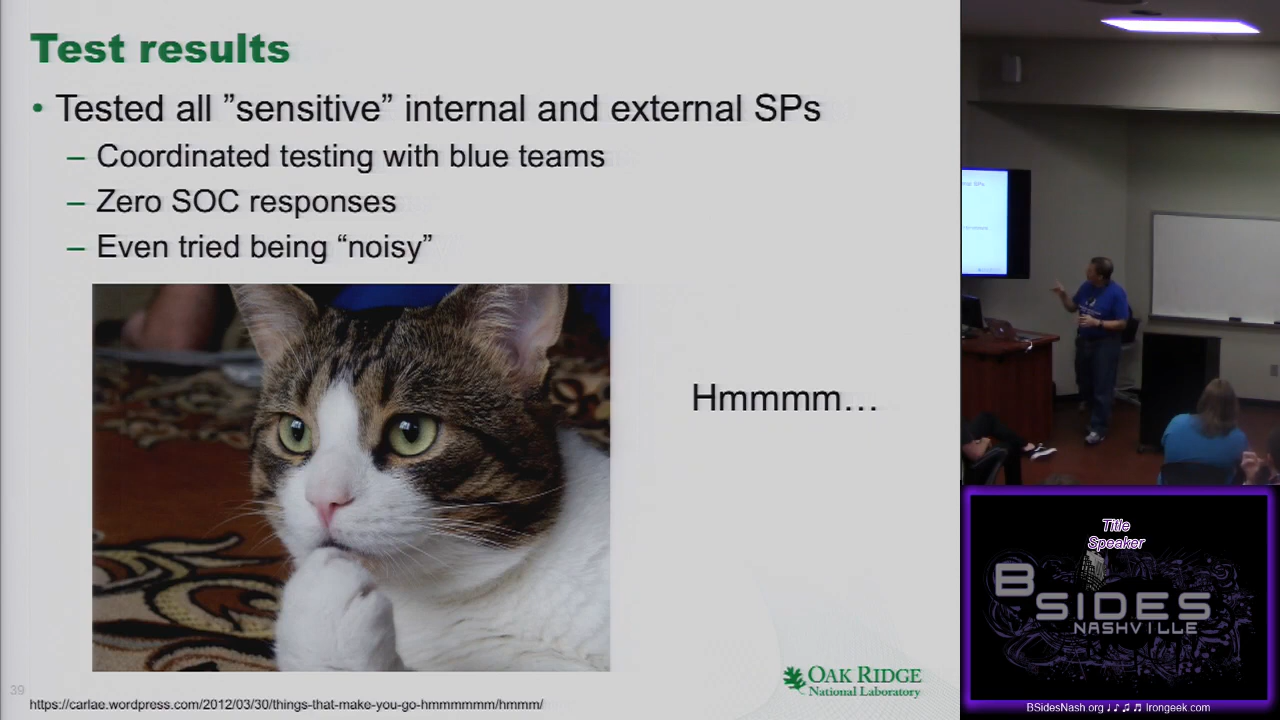 Test results
• Tested all ”sensitive” internal and external SPs
– Coordinated testing with blue teams
– Zero SOC responses
– Even tried being “noisy”
Hmmmm…
OAK RIDGE
National Laboratory
39
https://carlae.wordpress.com/2012/03/30/things-that-make-you-go-hmmmmmm/hmmm/
Title
Speaker
BSIDES
NASHVILLE
BSidesNash.org ♩♪♫ ♬ Irongeek.com